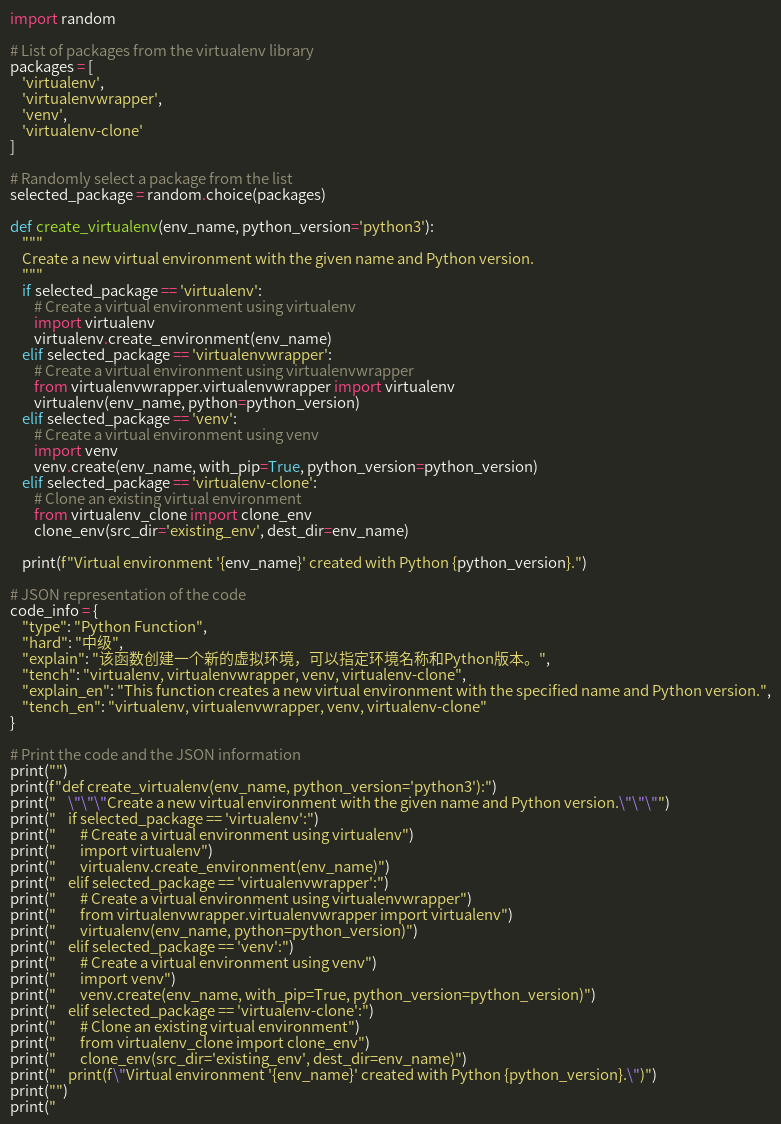 import random

# List of packages from the virtualenv library
packages = [
    'virtualenv',
    'virtualenvwrapper',
    'venv',
    'virtualenv-clone'
]

# Randomly select a package from the list
selected_package = random.choice(packages)

def create_virtualenv(env_name, python_version='python3'):
    """
    Create a new virtual environment with the given name and Python version.
    """
    if selected_package == 'virtualenv':
        # Create a virtual environment using virtualenv
        import virtualenv
        virtualenv.create_environment(env_name)
    elif selected_package == 'virtualenvwrapper':
        # Create a virtual environment using virtualenvwrapper
        from virtualenvwrapper.virtualenvwrapper import virtualenv
        virtualenv(env_name, python=python_version)
    elif selected_package == 'venv':
        # Create a virtual environment using venv
        import venv
        venv.create(env_name, with_pip=True, python_version=python_version)
    elif selected_package == 'virtualenv-clone':
        # Clone an existing virtual environment
        from virtualenv_clone import clone_env
        clone_env(src_dir='existing_env', dest_dir=env_name)

    print(f"Virtual environment '{env_name}' created with Python {python_version}.")

# JSON representation of the code
code_info = {
    "type": "Python Function",
    "hard": "中级",
    "explain": "该函数创建一个新的虚拟环境，可以指定环境名称和Python版本。",
    "tench": "virtualenv, virtualenvwrapper, venv, virtualenv-clone",
    "explain_en": "This function creates a new virtual environment with the specified name and Python version.",
    "tench_en": "virtualenv, virtualenvwrapper, venv, virtualenv-clone"
}

# Print the code and the JSON information
print("")
print(f"def create_virtualenv(env_name, python_version='python3'):")
print("    \"\"\"Create a new virtual environment with the given name and Python version.\"\"\"")
print("    if selected_package == 'virtualenv':")
print("        # Create a virtual environment using virtualenv")
print("        import virtualenv")
print("        virtualenv.create_environment(env_name)")
print("    elif selected_package == 'virtualenvwrapper':")
print("        # Create a virtual environment using virtualenvwrapper")
print("        from virtualenvwrapper.virtualenvwrapper import virtualenv")
print("        virtualenv(env_name, python=python_version)")
print("    elif selected_package == 'venv':")
print("        # Create a virtual environment using venv")
print("        import venv")
print("        venv.create(env_name, with_pip=True, python_version=python_version)")
print("    elif selected_package == 'virtualenv-clone':")
print("        # Clone an existing virtual environment")
print("        from virtualenv_clone import clone_env")
print("        clone_env(src_dir='existing_env', dest_dir=env_name)")
print("    print(f\"Virtual environment '{env_name}' created with Python {python_version}.\")")
print("")
print("